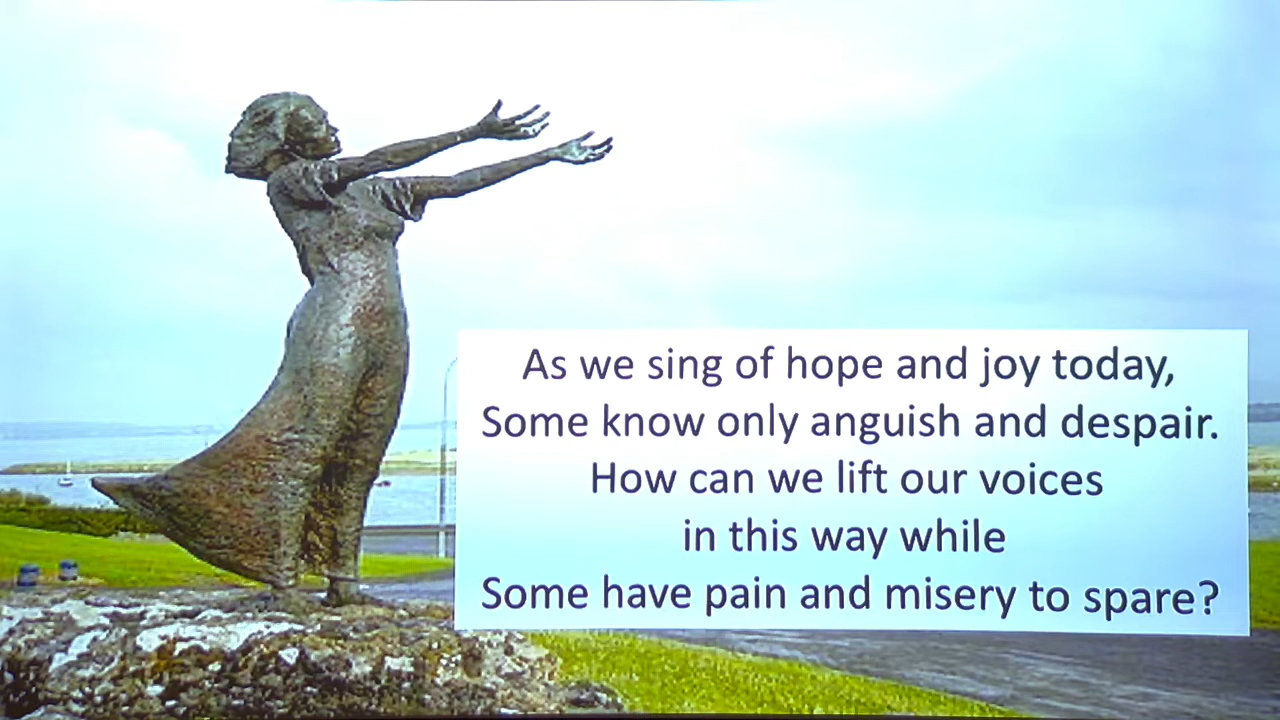 As we sing of hope and joy today,
Some know only anguish and despair.
How can we lift our voices
in this way while
Some have pain and misery to spare?